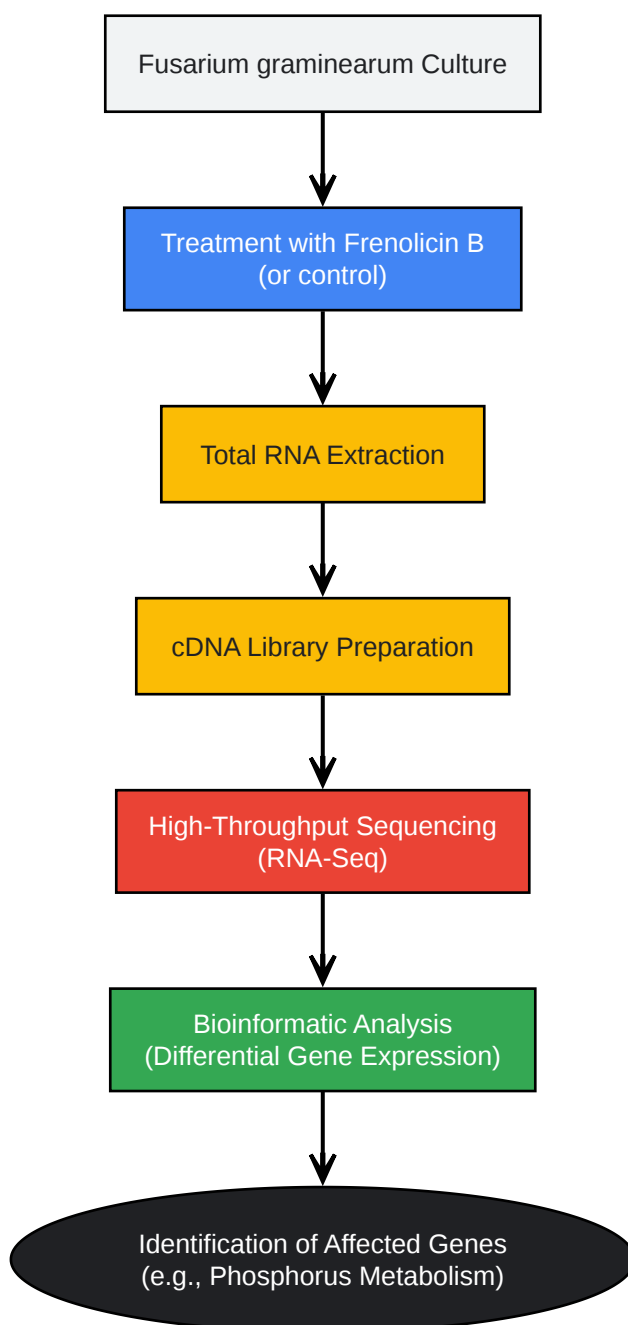 Fusarium graminearum Culture
Treatment with Frenolicin B
(or control)
Total RNA Extraction
cDNA Library Preparation
High-Throughput Sequencing
(RNA-Seq)
Bioinformatic Analysis
(Differential Gene Expression)
Identification of Affected Genes
(e.g., Phosphorus Metabolism)